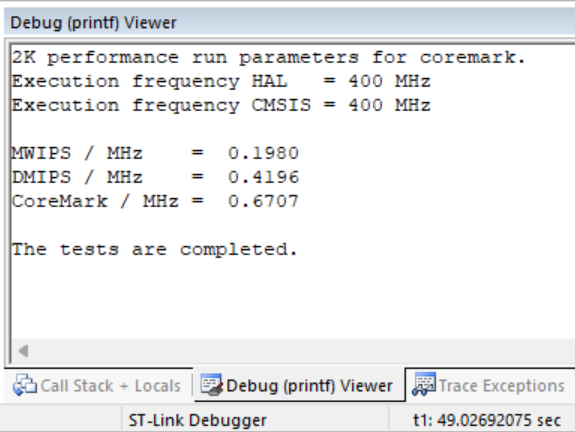 Debug (printf) Viewer
2K performance run parameters for coremark.
Execution frequency HAL   = 400 MHz
Execution frequency CMSIS = 400 MHz
MWIPS / MHz    =  0.1980
DMIPS / MHz    =  0.4196
CoreMark / MHz =  0.6707
The tests are completed.
Call Stack + Locals Debug (printf) Viewer Trace Exceptions
ST-Link Debugger t1: 49.02692075 sec